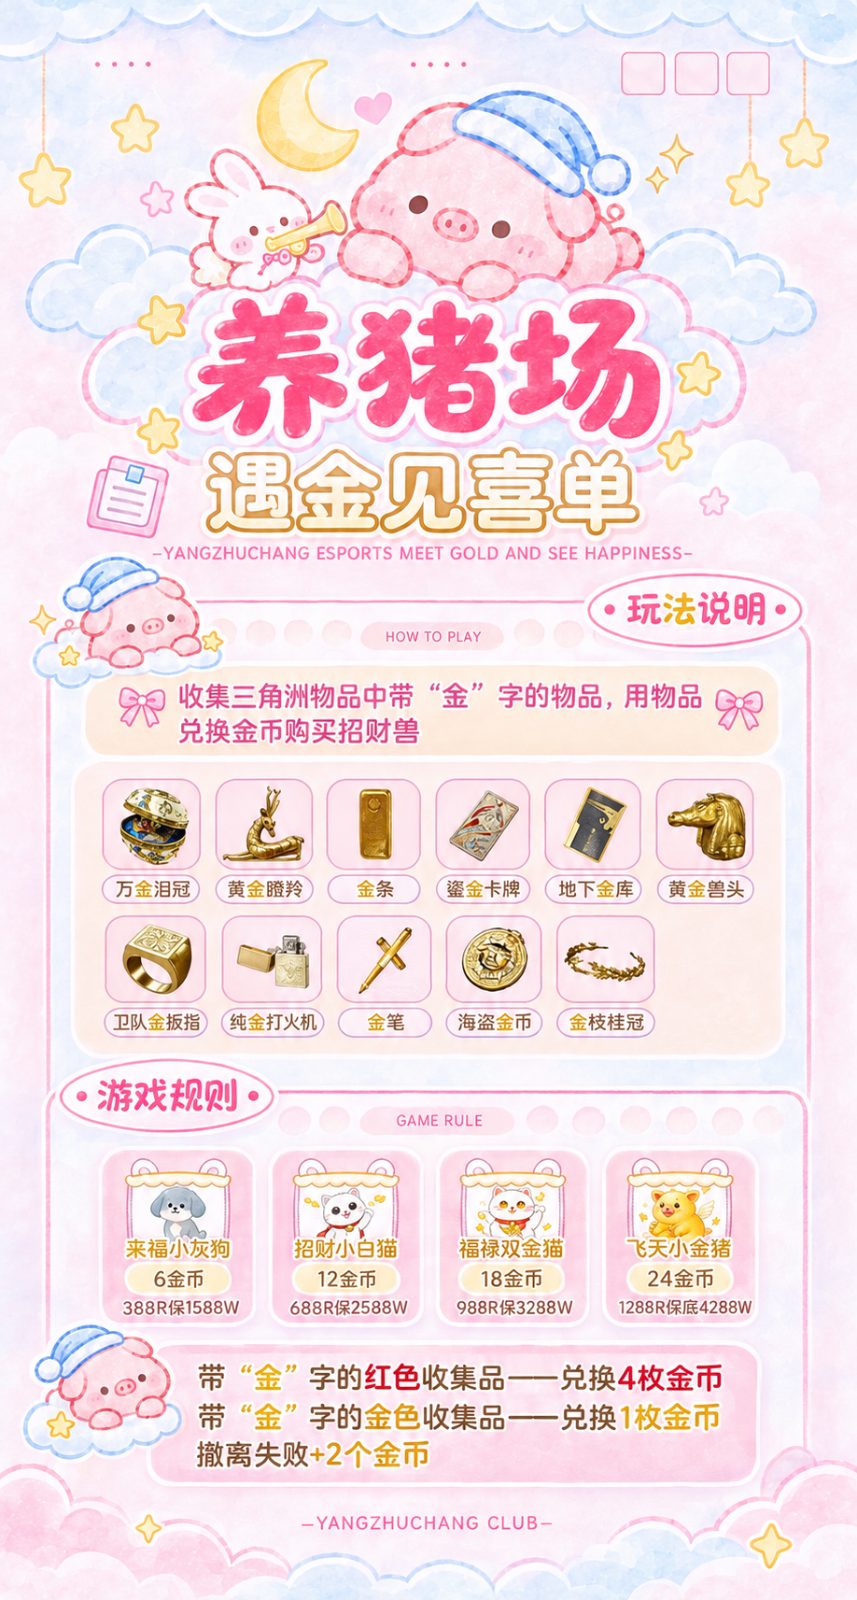 养猪场
遇金见喜单
-YANGZHUCHANG ESPORTS MEET GOLD AND SEE HAPPINESS-
玩法说明
HOW TO PLAY
收集三角洲物品中带“金”字的物品，用物品
兑换金币购买招财兽
万金泪冠
黄金瞪羚
金条
鎏金卡牌
地下金库
黄金兽头
卫队金扳指
纯金打火机
金笔
海盗金币
金枝桂冠
游戏规则
GAME RULE
来福小灰狗
6金币
388R保1588W
招财小白猫
12金币
688R保2588W
福禄双金猫
18金币
988R保3288W
飞天小金猪
24金币
1288R保底4288W
带“金”字的红色收集品——兑换4枚金币
带“金”字的金色收集品——兑换1枚金币
撤离失败+2个金币
-YANGZHUCHANG CLUB-